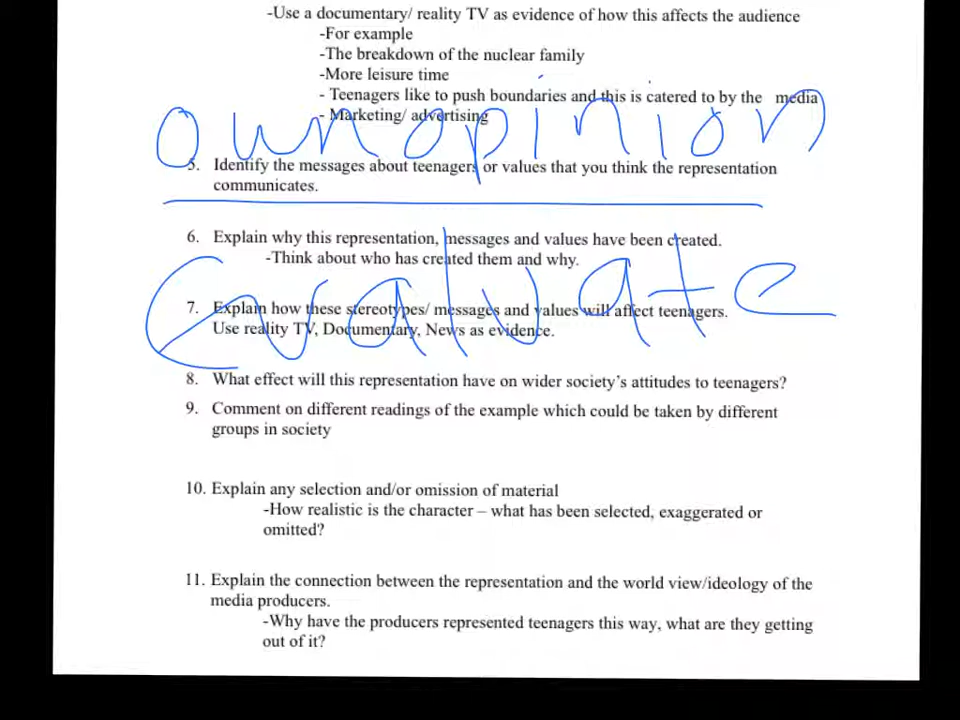 -Use a documentary/ reality TV as evidence of how this affects the audience
-For example
-The breakdown of the nuclear family
-More leisure time
- Teenagers like to push boundaries and this is catered to by the media
- Marketing/ advertising
own opinion
5. Identify the messages about teenagers or values that you think the representation
communicates.
6. Explain why this representation, messages and values have been created.
-Think about who has created them and why.
evaluate
7. Explain how these stereotypes/ messages and values will affect teenagers.
Use reality TV, Documentary, News as evidence.
8. What effect will this representation have on wider society's attitudes to teenagers?
9. Comment on different readings of the example which could be taken by different
groups in society
10. Explain any selection and/or omission of material
-How realistic is the character – what has been selected, exaggerated or
omitted?
11. Explain the connection between the representation and the world view/ideology of the
media producers.
-Why have the producers represented teenagers this way, what are they getting
out of it?